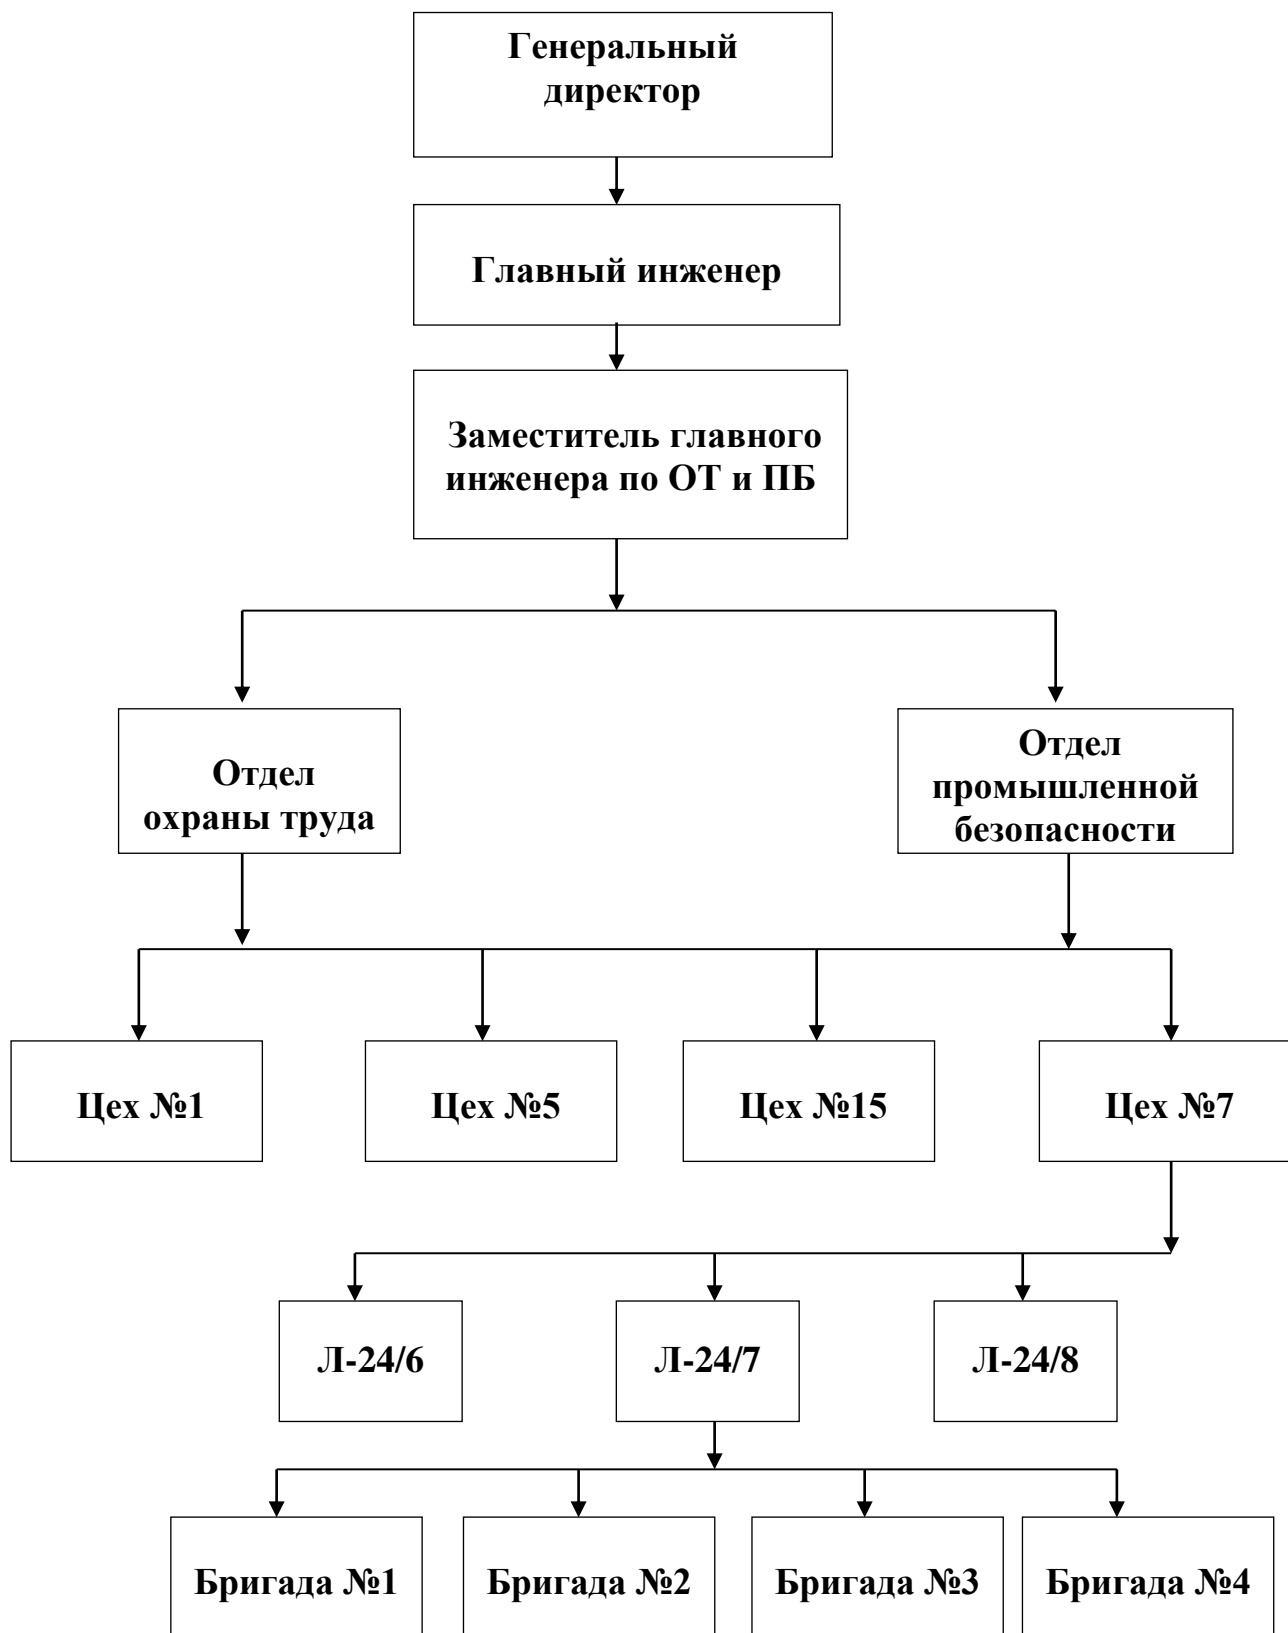 Генеральный
директор
Главный инженер
Заместитель главного
инженера по ОТ и ПБ
Отдел
охраны труда
Отдел
промышленной
безопасности
Цех №1
Цех №5
Цех №15
Цех №7
Л-24/6
Л-24/7
Л-24/8
Бригада №1
Бригада №2
Бригада №3
Бригада №4